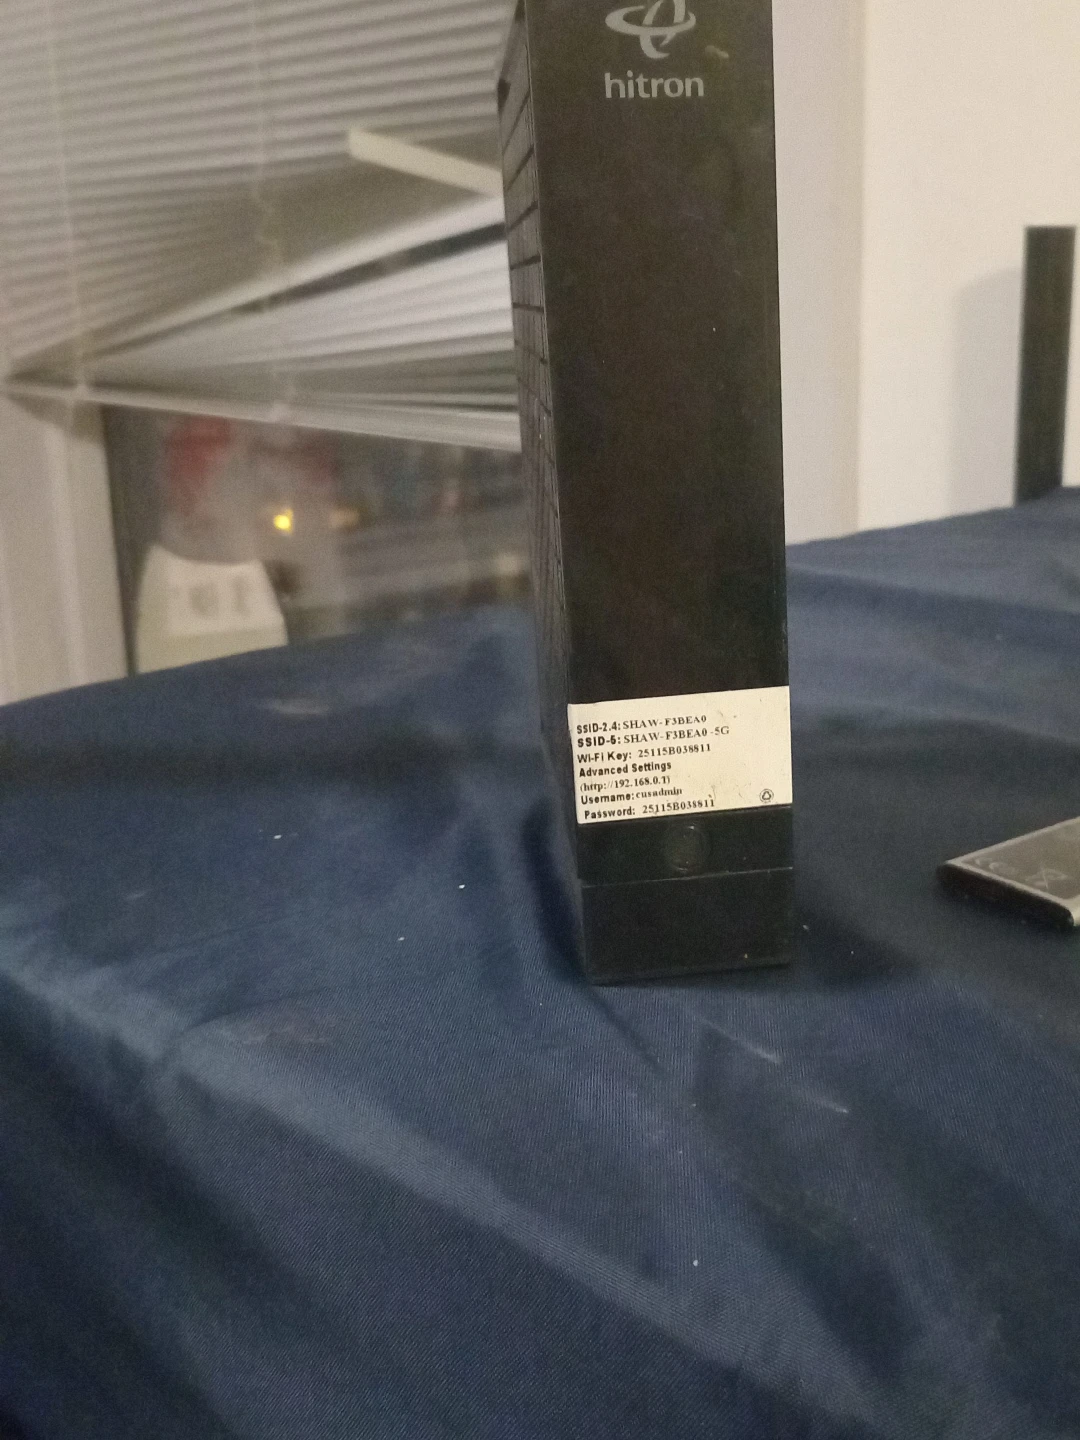 hitron
SSID-2.4: SHAW-F3BEA0
SSID-5: SHAW-F3BEA0-5G
Wi-Fi Key: 25115B038811
Advanced Settings
(http://192.168.0.1)
Username: cusadmin
Password: 25115B038811